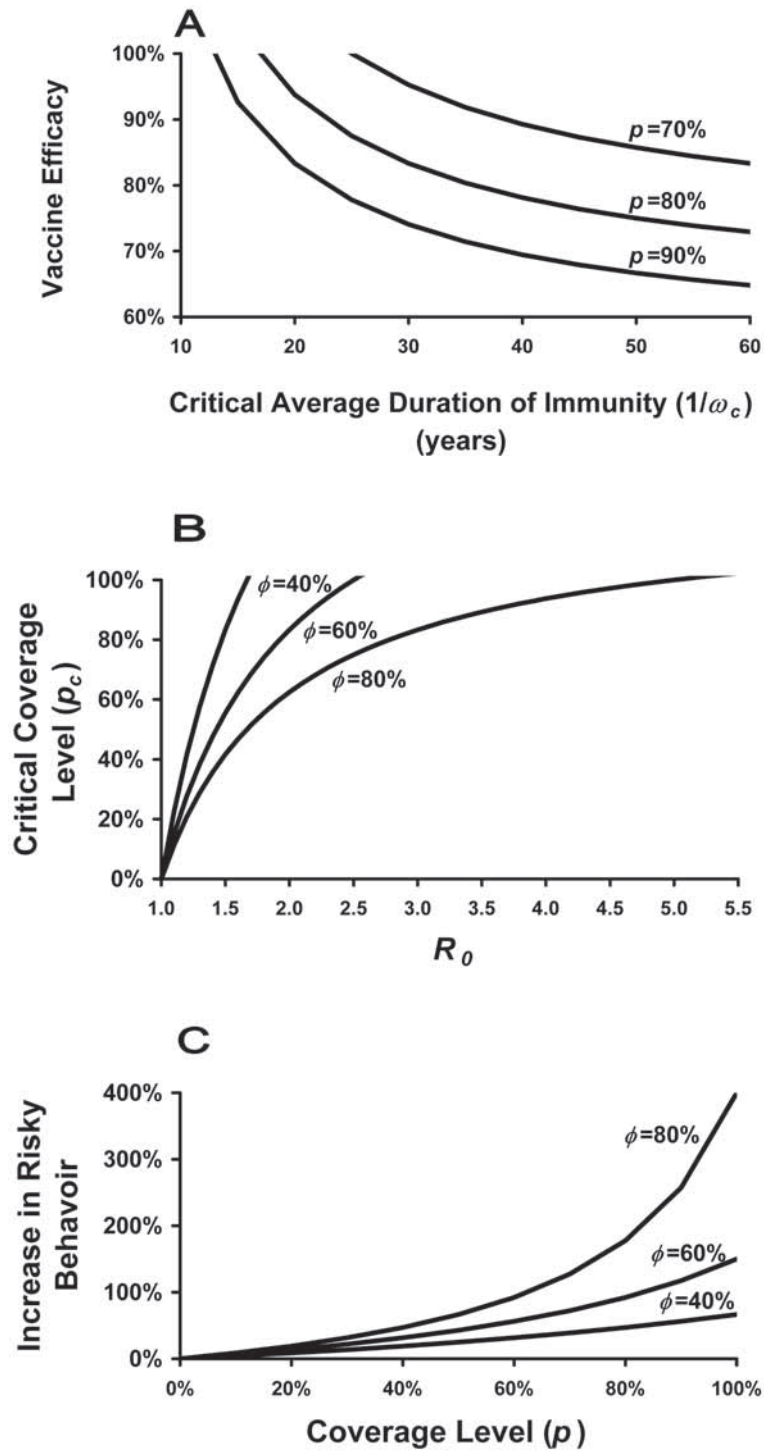 A
Vaccine Efficacy
100%
90%
80%
70%
60%
p=70%
p=80%
p=90%
10 20 30 40 50 60
Critical Average Duration of Immunity (1/ωc)
(years)
B
Critical Coverage
Level (pc)
100%
80%
60%
40%
20%
0%
ϕ=40%
ϕ=60%
ϕ=80%
1.0 1.5 2.0 2.5 3.0 3.5 4.0 4.5 5.0 5.5
R0
C
Increase in Risky
Behavoir
400%
300%
200%
100%
0%
ϕ=80%
ϕ=60%
ϕ=40%
0% 20% 40% 60% 80% 100%
Coverage Level (p )